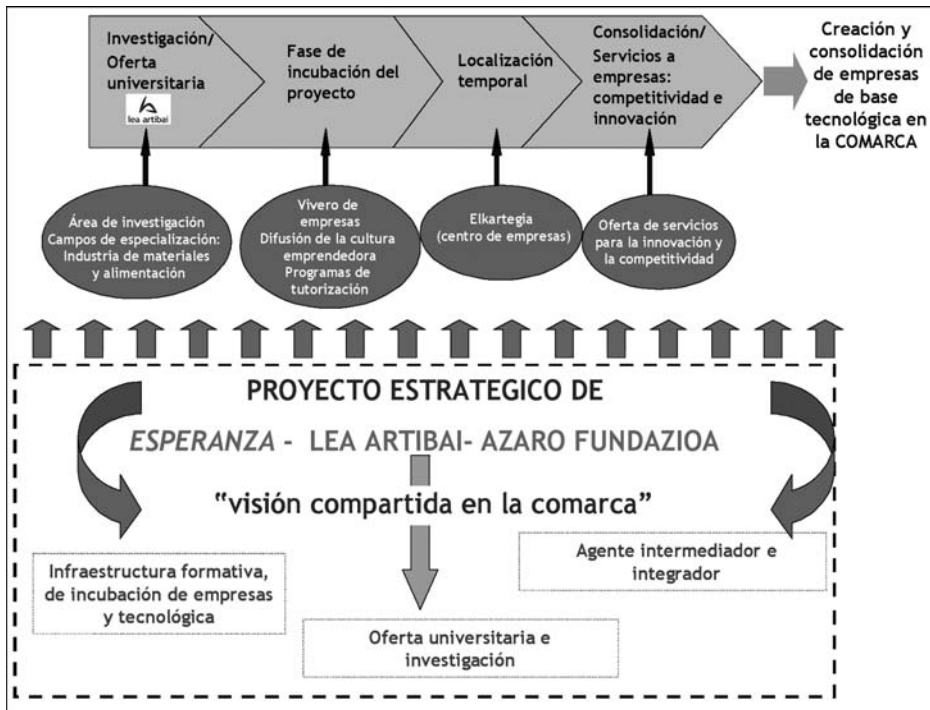 Investigación/
Oferta
universitaria
lea artibai
Fase de
incubación del
proyecto
Localización
temporal
Consolidación/
Servicios a
empresas:
competitividad e
innovación
Creación y
consolidación
de empresas
de base
tecnológica en
la COMARCA
Área de investigación
Campos de especialización:
Industria de materiales
y alimentación
Vivero de
empresas
Difusión de la cultura
emprendedora
Programas de
tutorización
Elkartegia
(centro de empresas)
Oferta de servicios
para la innovación y
la competitividad
PROYECTO ESTRATEGICO DE
ESPERANZA - LEA ARTIBAI- AZARO FUNDAZIOA
“visión compartida en la comarca”
Infraestructura formativa,
de incubación de empresas
y tecnológica
Oferta universitaria e
investigación
Agente intermediador e
integrador